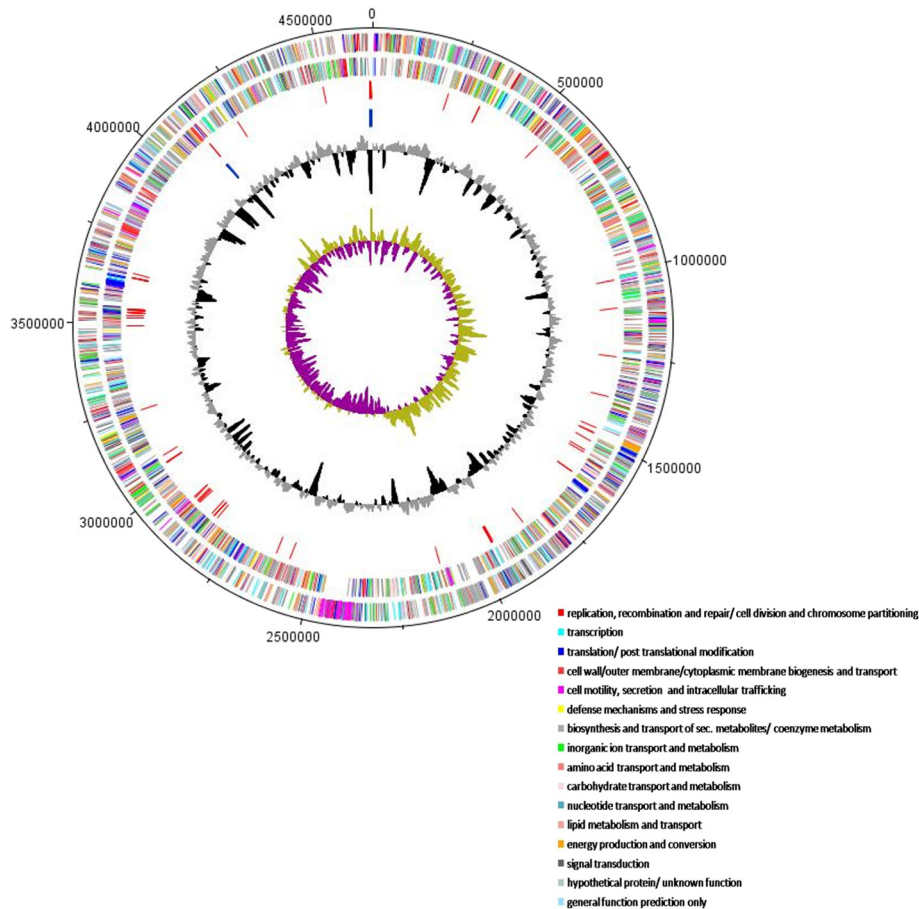 4500000
0
500000
4000000
1000000
3500000
1500000
3000000
2000000
2500000
replication, recombination and repair/ cell division and chromosome partitioning
transcription
translation/ post translational modification
cell wall/outer membrane/cytoplasmic membrane biogenesis and transport
cell motility, secretion and intracellular trafficking
defense mechanisms and stress response
biosynthesis and transport of sec. metabolites/ coenzyme metabolism
inorganic ion transport and metabolism
amino acid transport and metabolism
carbohydrate transport and metabolism
nucleotide transport and metabolism
lipid metabolism and transport
energy production and conversion
signal transduction
hypothetical protein/ unknown function
general function prediction only